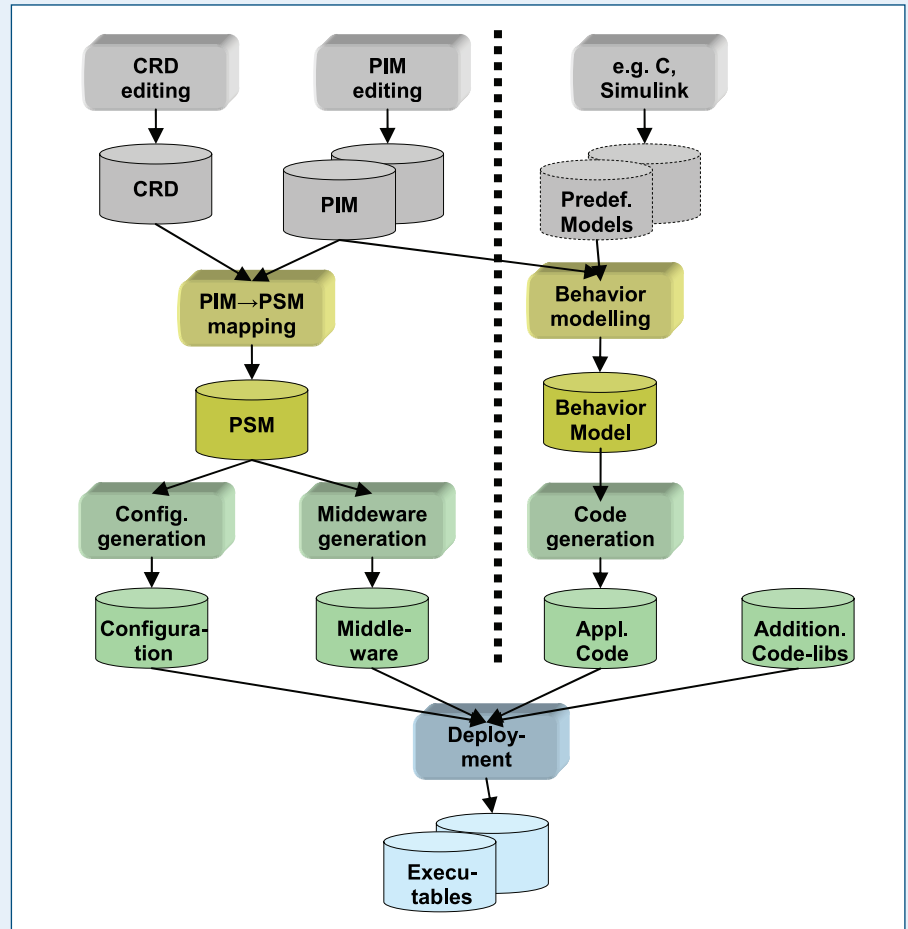 CRD
editing
PIM
editing
e.g. C,
Simulink
CRD
PIM
Predef.
Models
PIM→PSM
mapping
Behavior
modelling
PSM
Behavior
Model
Config.
generation
Middeware
generation
Code
generation
Configura-
tion
Middle-
ware
Appl.
Code
Addition.
Code-libs
Deploy-
ment
Execu-
tables